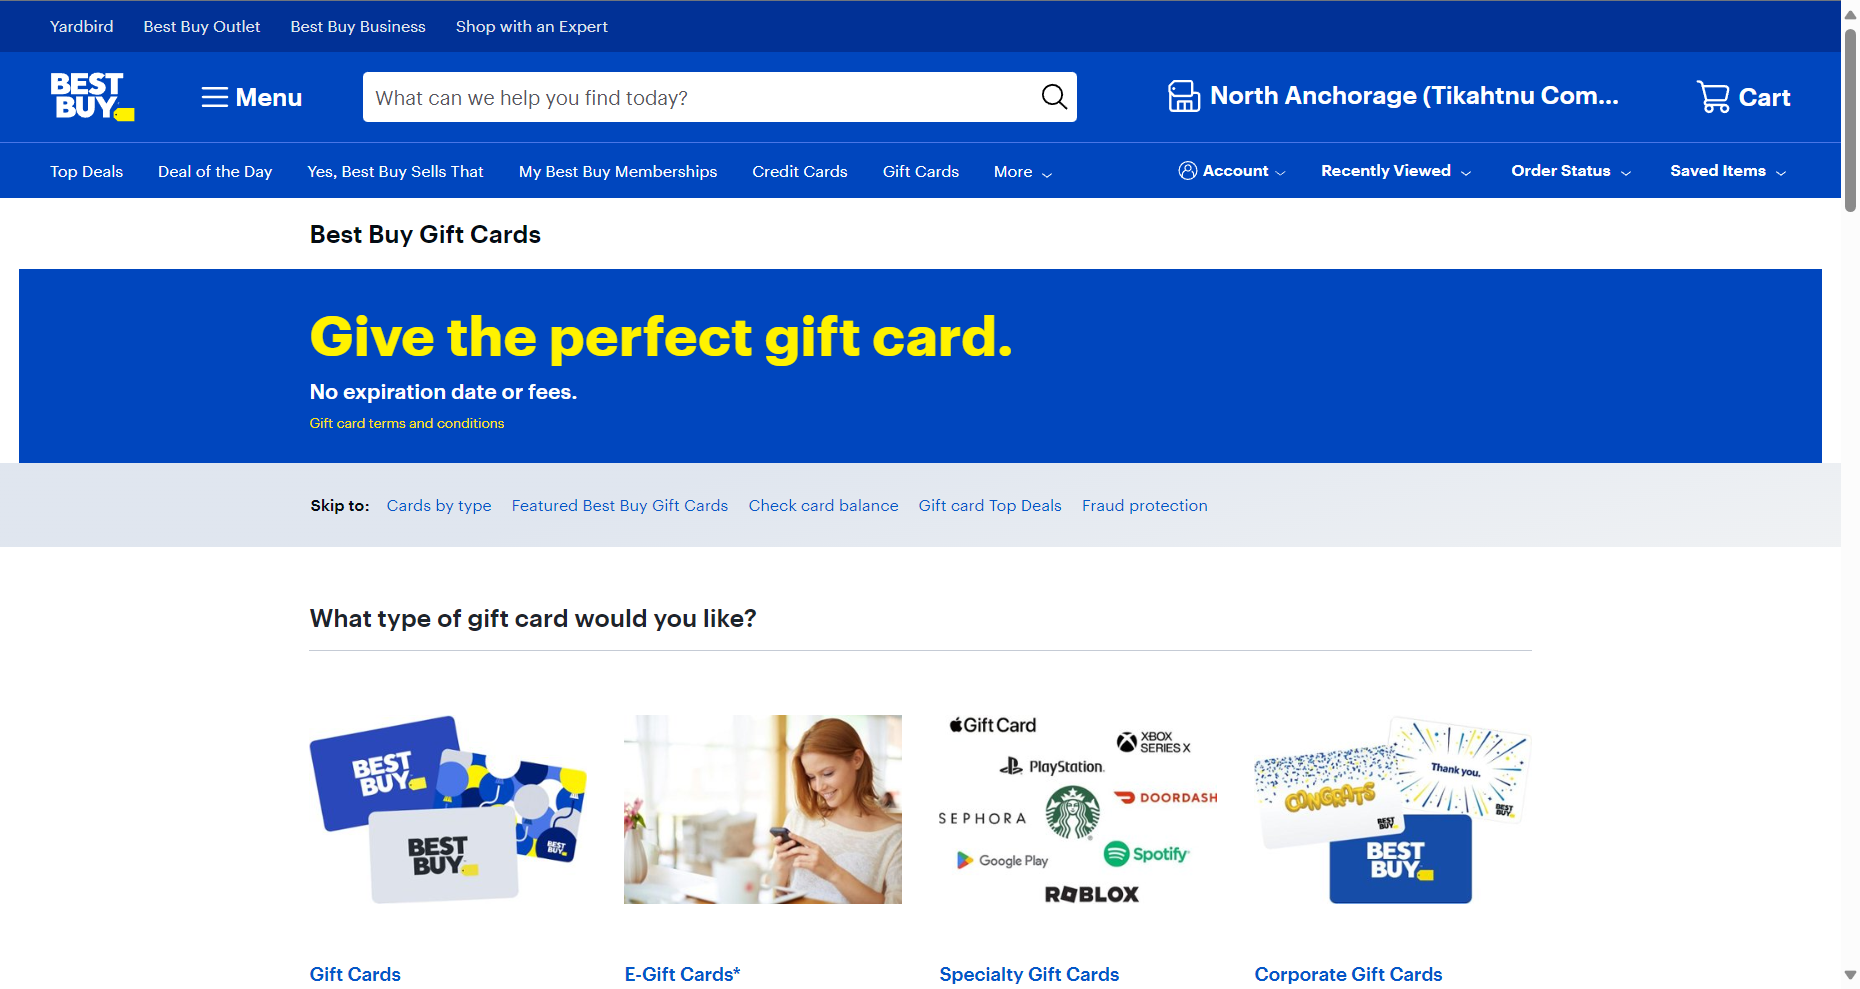 Yardbird
Best Buy Outlet
Best Buy Business
Shop with an Expert
BEST BUY
Menu
What can we help you find today?
North Anchorage (Tikahtnu Com...
Cart
Top Deals
Deal of the Day
Yes, Best Buy Sells That
My Best Buy Memberships
Credit Cards
Gift Cards
More
Account
Recently Viewed
Order Status
Saved Items
Best Buy Gift Cards
Give the perfect gift card.
No expiration date or fees.
Gift card terms and conditions
Skip to:
Cards by type
Featured Best Buy Gift Cards
Check card balance
Gift card Top Deals
Fraud protection
What type of gift card would you like?
BEST BUY
BEST BUY
BEST BUY
Gift Card
XBOX SERIES X
PlayStation.
DOORDASH
SEPHORA
Google Play
Spotify
ROBLOX
CONGRATS
BEST BUY
Thank you.
BEST BUY
BEST BUY
Gift Cards
E-Gift Cards*
Specialty Gift Cards
Corporate Gift Cards